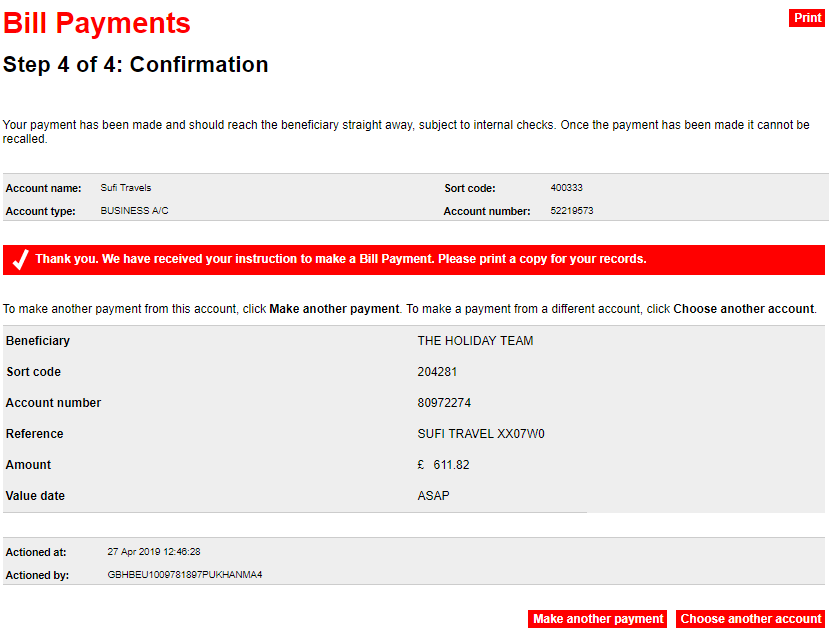 Bill Payments
Print
Step 4 of 4: Confirmation
Your payment has been made and should reach the beneficiary straight away, subject to internal checks. Once the payment has been made it cannot be
recalled.
Account name: Sufi Travels Sort code: 400333
Account type: BUSINESS A/C Account number: 52219573
Thank you. We have received your instruction to make a Bill Payment. Please print a copy for your records.
To make another payment from this account, click Make another payment. To make a payment from a different account, click Choose another account.
Beneficiary THE HOLIDAY TEAM
Sort code 204281
Account number 80972274
Reference SUFI TRAVEL XX07W0
Amount £ 611.82
Value date ASAP
Actioned at: 27 Apr 2019 12:46:28
Actioned by: GBHBEU1009781897PUKHANMA4
Make another payment Choose another account